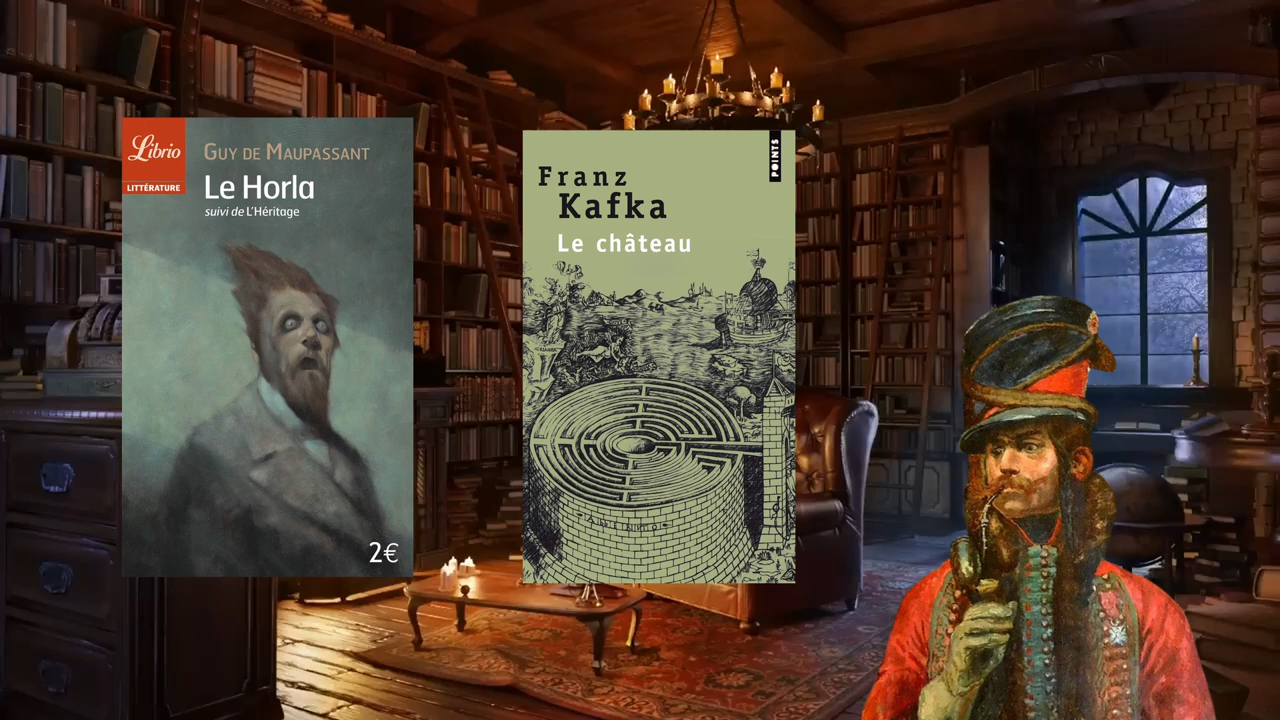 Librio
LITTÉRATURE
GUY DE MAUPASSANT
Le Horla
suivi de L'Héritage
2€
POINTS
Franz
Kafka
Le château